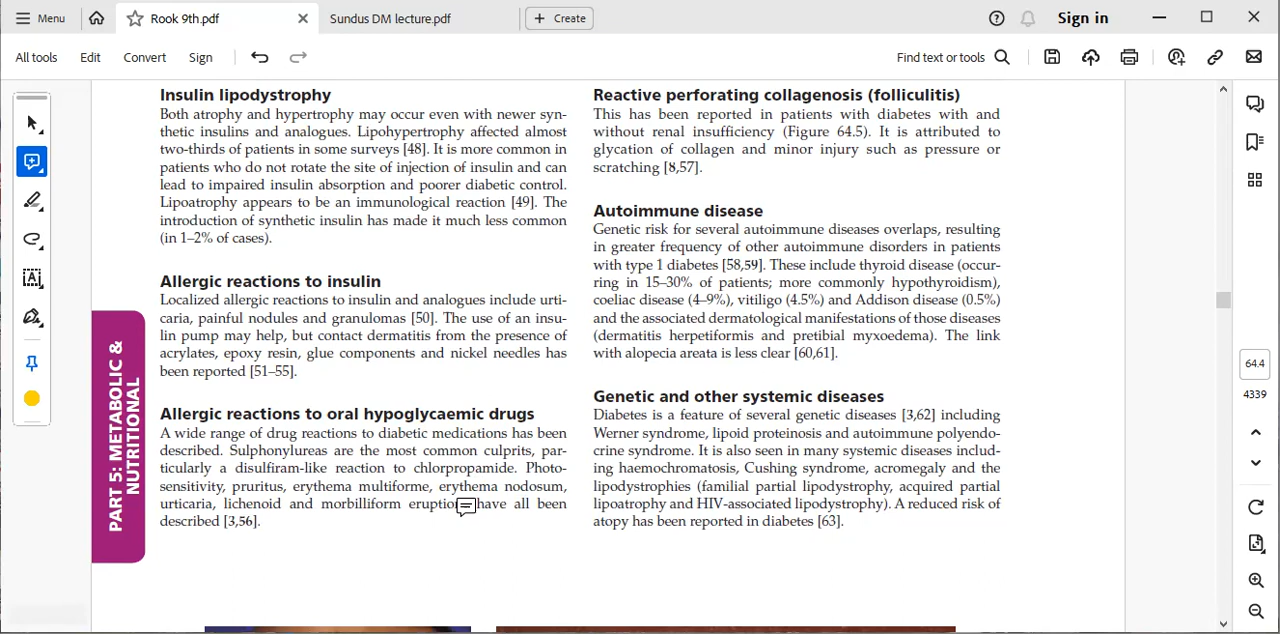 Menu
Rook 9th.pdf
Sundus DM lecture.pdf
Create
Sign in
All tools
Edit
Convert
Sign
Find text or tools
Insulin lipodystrophy
Both atrophy and hypertrophy may occur even with newer syn-
thetic insulins and analogues. Lipohypertrophy affected almost
two-thirds of patients in some surveys [48]. It is more common in
patients who do not rotate the site of injection of insulin and can
lead to impaired insulin absorption and poorer diabetic control.
Lipoatrophy appears to be an immunological reaction [49]. The
introduction of synthetic insulin has made it much less common
(in 1–2% of cases).
Allergic reactions to insulin
Localized allergic reactions to insulin and analogues include urti-
caria, painful nodules and granulomas [50]. The use of an insu-
lin pump may help, but contact dermatitis from the presence of
acrylates, epoxy resin, glue components and nickel needles has
been reported [51–55].
Allergic reactions to oral hypoglycaemic drugs
A wide range of drug reactions to diabetic medications has been
described. Sulphonylureas are the most common culprits, par-
ticularly a disulfiram-like reaction to chlorpropamide. Photo-
sensitivity, pruritus, erythema multiforme, erythema nodosum,
urticaria, lichenoid and morbilliform eruptions have all been
described [3,56].
Reactive perforating collagenosis (folliculitis)
This has been reported in patients with diabetes with and
without renal insufficiency (Figure 64.5). It is attributed to
glycation of collagen and minor injury such as pressure or
scratching [8,57].
Autoimmune disease
Genetic risk for several autoimmune diseases overlaps, resulting
in greater frequency of other autoimmune disorders in patients
with type 1 diabetes [58,59]. These include thyroid disease (occur-
ring in 15–30% of patients; more commonly hypothyroidism),
coeliac disease (4–9%), vitiligo (4.5%) and Addison disease (0.5%)
and the associated dermatological manifestations of those diseases
(dermatitis herpetiformis and pretibial myxoedema). The link
with alopecia areata is less clear [60,61].
Genetic and other systemic diseases
Diabetes is a feature of several genetic diseases [3,62] including
Werner syndrome, lipoid proteinosis and autoimmune polyendo-
crine syndrome. It is also seen in many systemic diseases includ-
ing haemochromatosis, Cushing syndrome, acromegaly and the
lipodystrophies (familial partial lipodystrophy, acquired partial
lipoatrophy and HIV-associated lipodystrophy). A reduced risk of
atopy has been reported in diabetes [63].
PART 5: METABOLIC &
NUTRITIONAL
64.4
4339